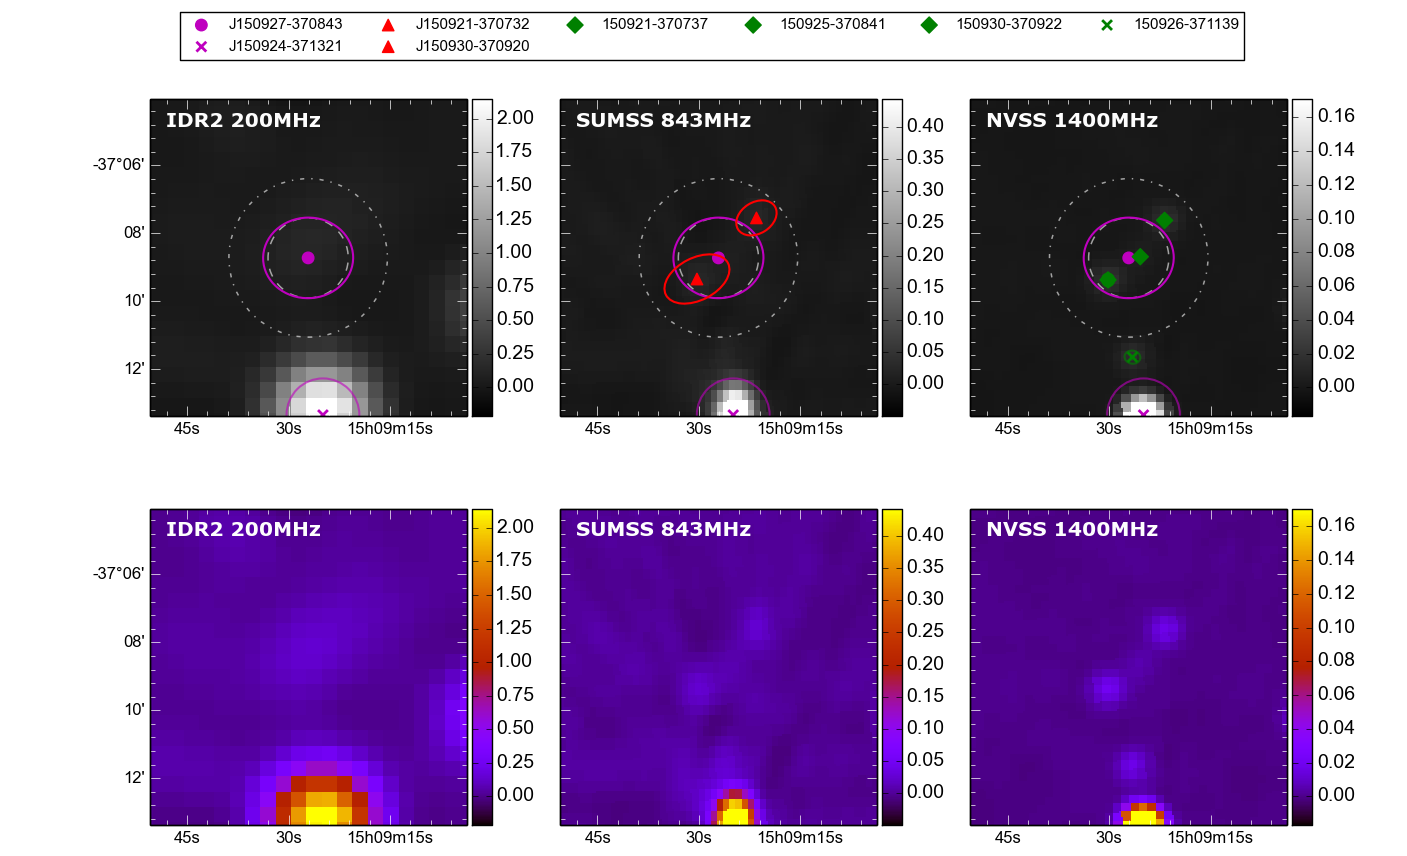 J150927-370843 J150921-370732 150921-370737 150925-370841 150930-370922 150926-371139
J150924-371321 J150930-370920
IDR2 200MHz SUMSS 843MHz NVSS 1400MHz
2.00 0.40 0.16
-37°06' 1.75 0.35 0.14
1.50 0.30 0.12
08' 1.25 0.25 0.10
1.00 0.20 0.08
10' 0.75 0.15 0.06
0.50 0.10 0.04
12' 0.25 0.05 0.02
0.00 0.00 0.00
45s 30s 15h09m15s 45s 30s 15h09m15s 45s 30s 15h09m15s
IDR2 200MHz SUMSS 843MHz NVSS 1400MHz
2.00 0.40 0.16
-37°06' 1.75 0.35 0.14
1.50 0.30 0.12
08' 1.25 0.25 0.10
1.00 0.20 0.08
10' 0.75 0.15 0.06
0.50 0.10 0.04
12' 0.25 0.05 0.02
0.00 0.00 0.00
45s 30s 15h09m15s 45s 30s 15h09m15s 45s 30s 15h09m15s